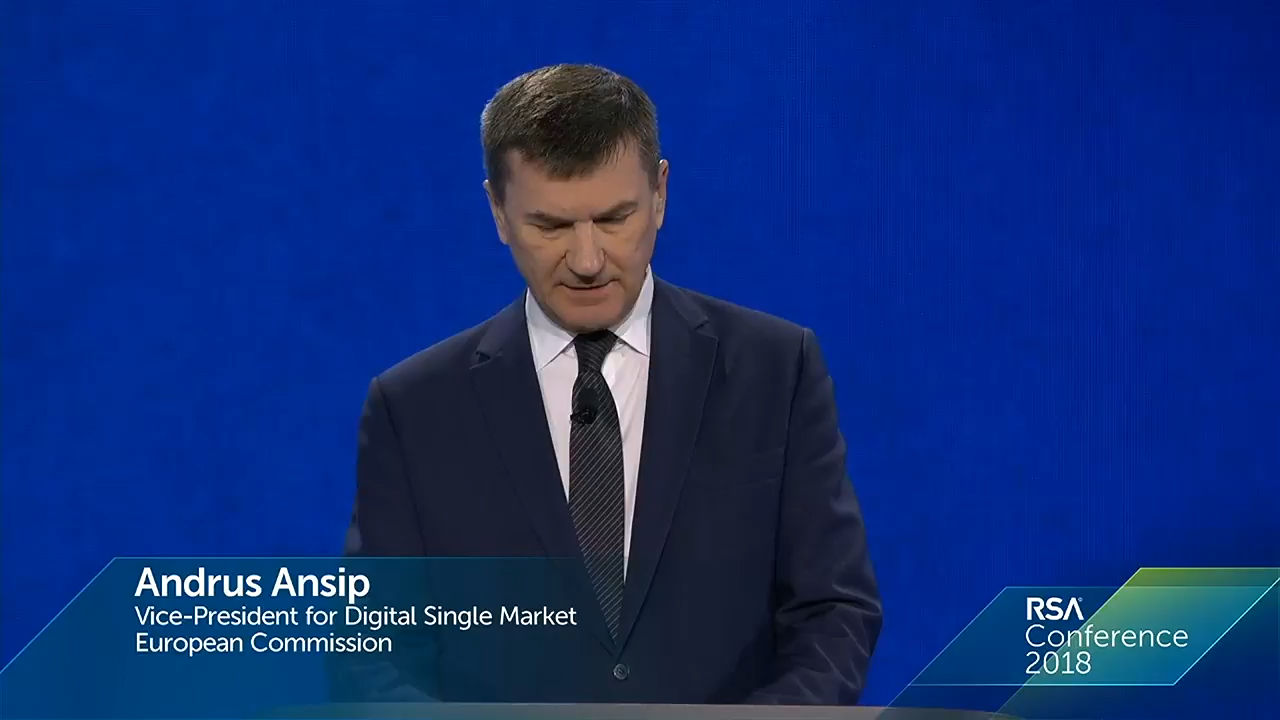 Andrus Ansip
Vice-President for Digital Single Market
European Commission
RSA®
Conference
2018